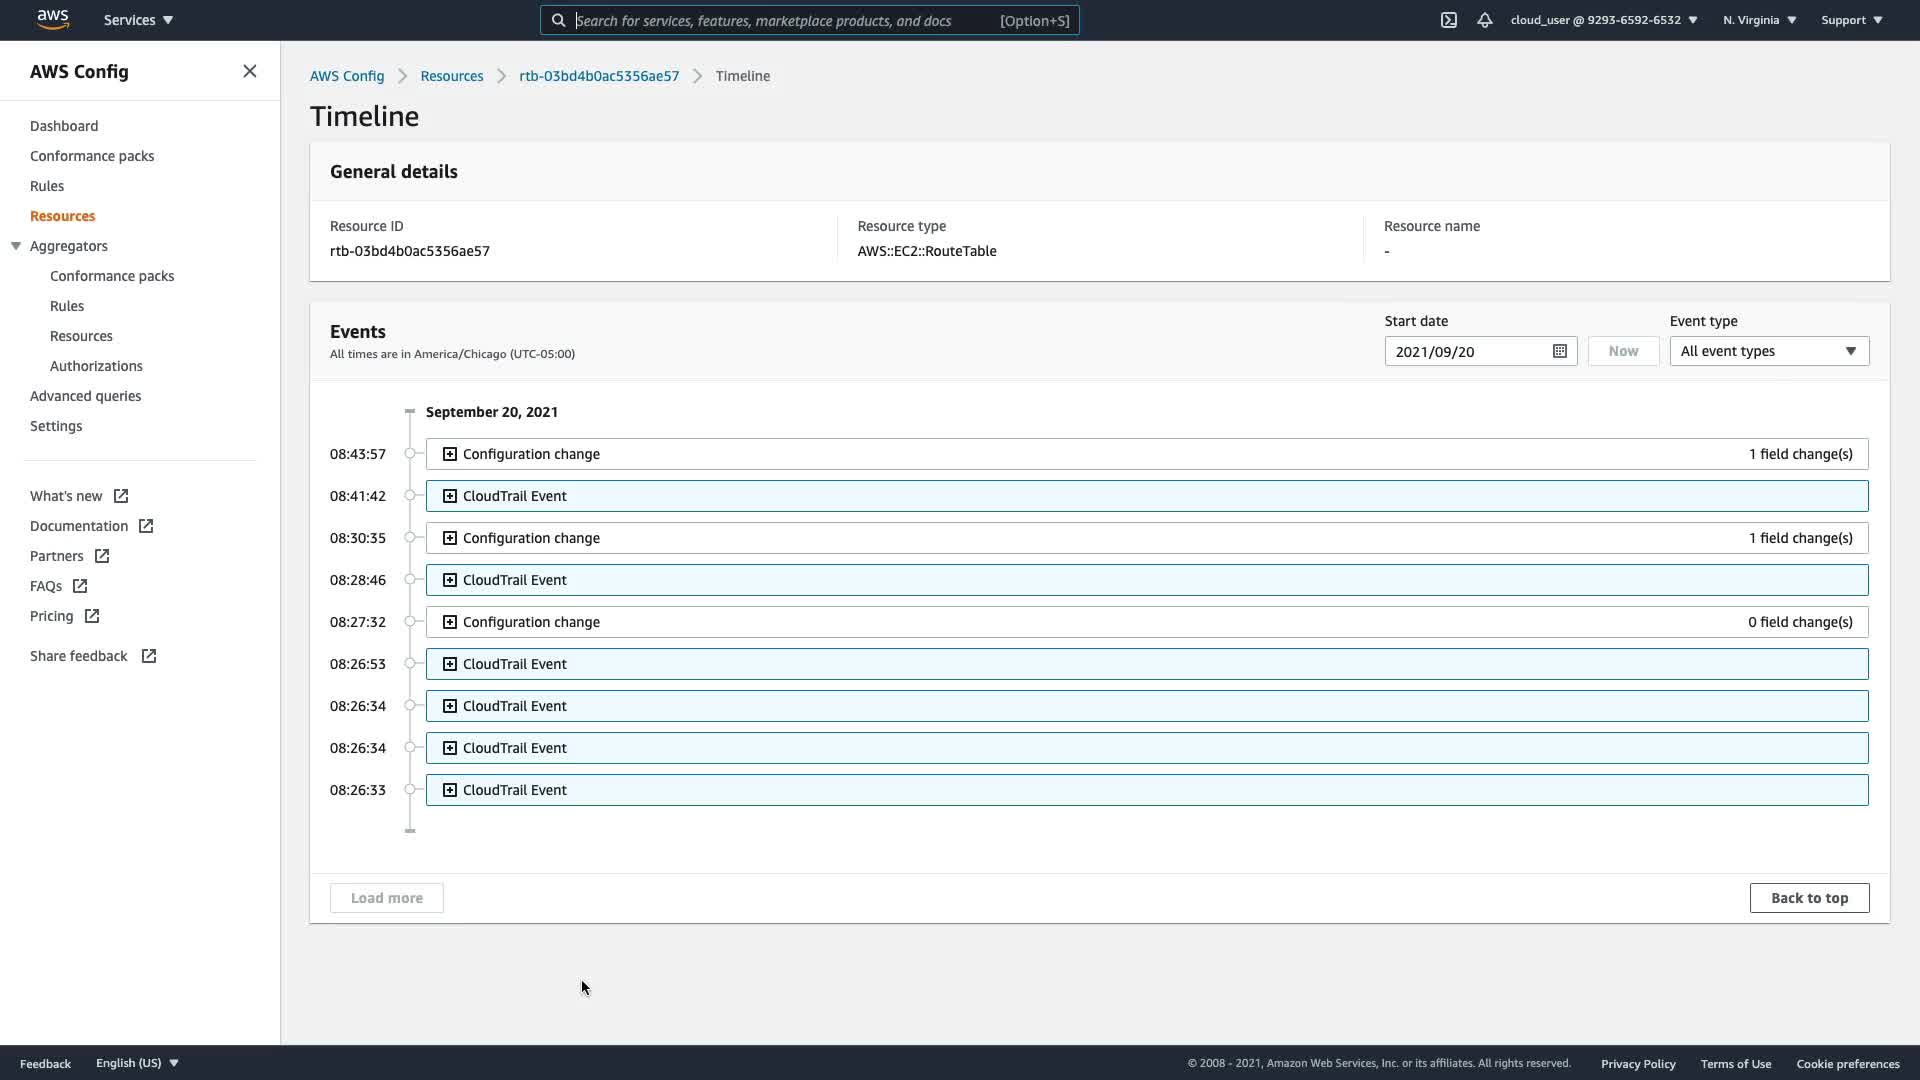 aws
Services
Search for services, features, marketplace products, and docs [Option+S]
cloud_user @ 9293-6592-6532
N. Virginia
Support
AWS Config
Dashboard
Conformance packs
Rules
Resources
Aggregators
Conformance packs
Rules
Resources
Authorizations
Advanced queries
Settings
What's new
Documentation
Partners
FAQs
Pricing
Share feedback
AWS Config
Resources
rtb-03bd4b0ac5356ae57
Timeline
Timeline
General details
Resource ID
rtb-03bd4b0ac5356ae57
Resource type
AWS::EC2::RouteTable
Resource name
-
Events
All times are in America/Chicago (UTC-05:00)
Start date
2021/09/20
Now
Event type
All event types
September 20, 2021
08:43:57 Configuration change 1 field change(s)
08:41:42 CloudTrail Event
08:30:35 Configuration change 1 field change(s)
08:28:46 CloudTrail Event
08:27:32 Configuration change 0 field change(s)
08:26:53 CloudTrail Event
08:26:34 CloudTrail Event
08:26:34 CloudTrail Event
08:26:33 CloudTrail Event
Load more
Back to top
Feedback
English (US)
© 2008 - 2021, Amazon Web Services, Inc. or its affiliates. All rights reserved.
Privacy Policy
Terms of Use
Cookie preferences